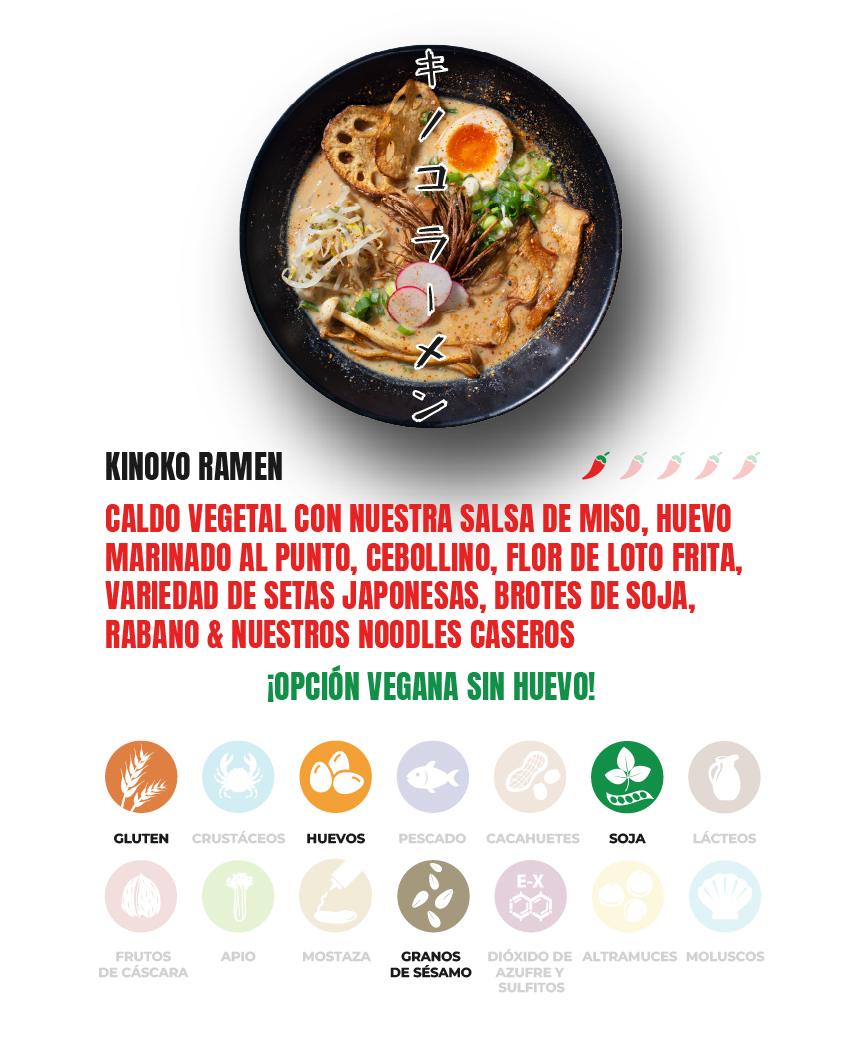 キノコラーメン
KINOKO RAMEN
CALDO VEGETAL CON NUESTRA SALSA DE MISO, HUEVO
MARINADO AL PUNTO, CEBOLLINO, FLOR DE LOTO FRITA,
VARIEDAD DE SETAS JAPONESAS, BROTES DE SOJA,
RABANO & NUESTROS NOODLES CASEROS
¡OPCIÓN VEGANA SIN HUEVO!
GLUTEN CRUSTÁCEOS HUEVOS PESCADO CACAHUETES SOJA LÁCTEOS
E-X
FRUTOS APIO MOSTAZA GRANOS DIÓXIDO DE ALTRAMUCES MOLUSCOS
DE CÁSCARA DE SÉSAMO AZUFRE Y
SULFITOS